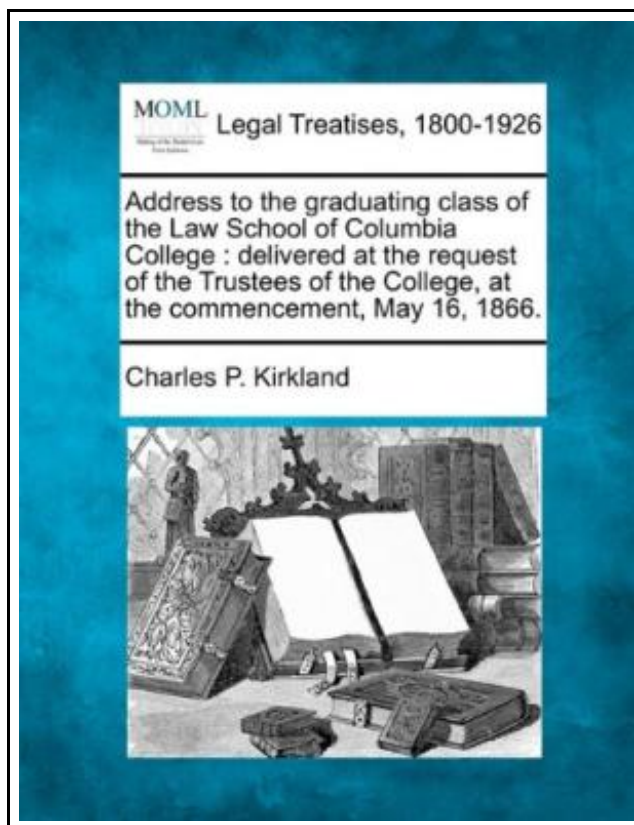 MOML
Legal Treatises, 1800-1926
Address to the graduating class of
the Law School of Columbia
College : delivered at the request
of the Trustees of the College, at
the commencement, May 16, 1866.
Charles P. Kirkland